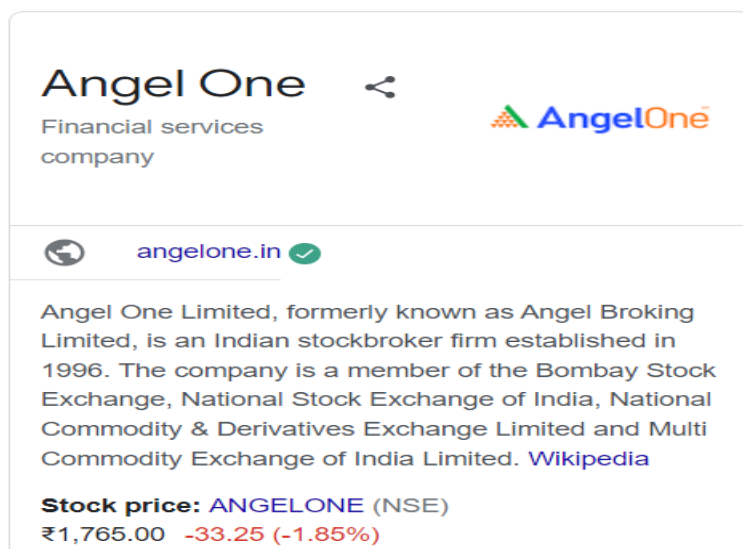 Angel One
AngelOne
Financial services
company
angelone.in
Angel One Limited, formerly known as Angel Broking
Limited, is an Indian stockbroker firm established in
1996. The company is a member of the Bombay Stock
Exchange, National Stock Exchange of India, National
Commodity & Derivatives Exchange Limited and Multi
Commodity Exchange of India Limited. Wikipedia
Stock price: ANGELONE (NSE)
₹1,765.00 -33.25 (-1.85%)